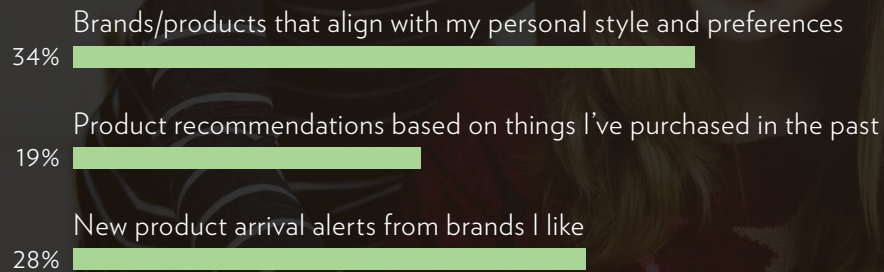 Brands/products that align with my personal style and preferences
34%
Product recommendations based on things I've purchased in the past
19%
New product arrival alerts from brands I like
28%